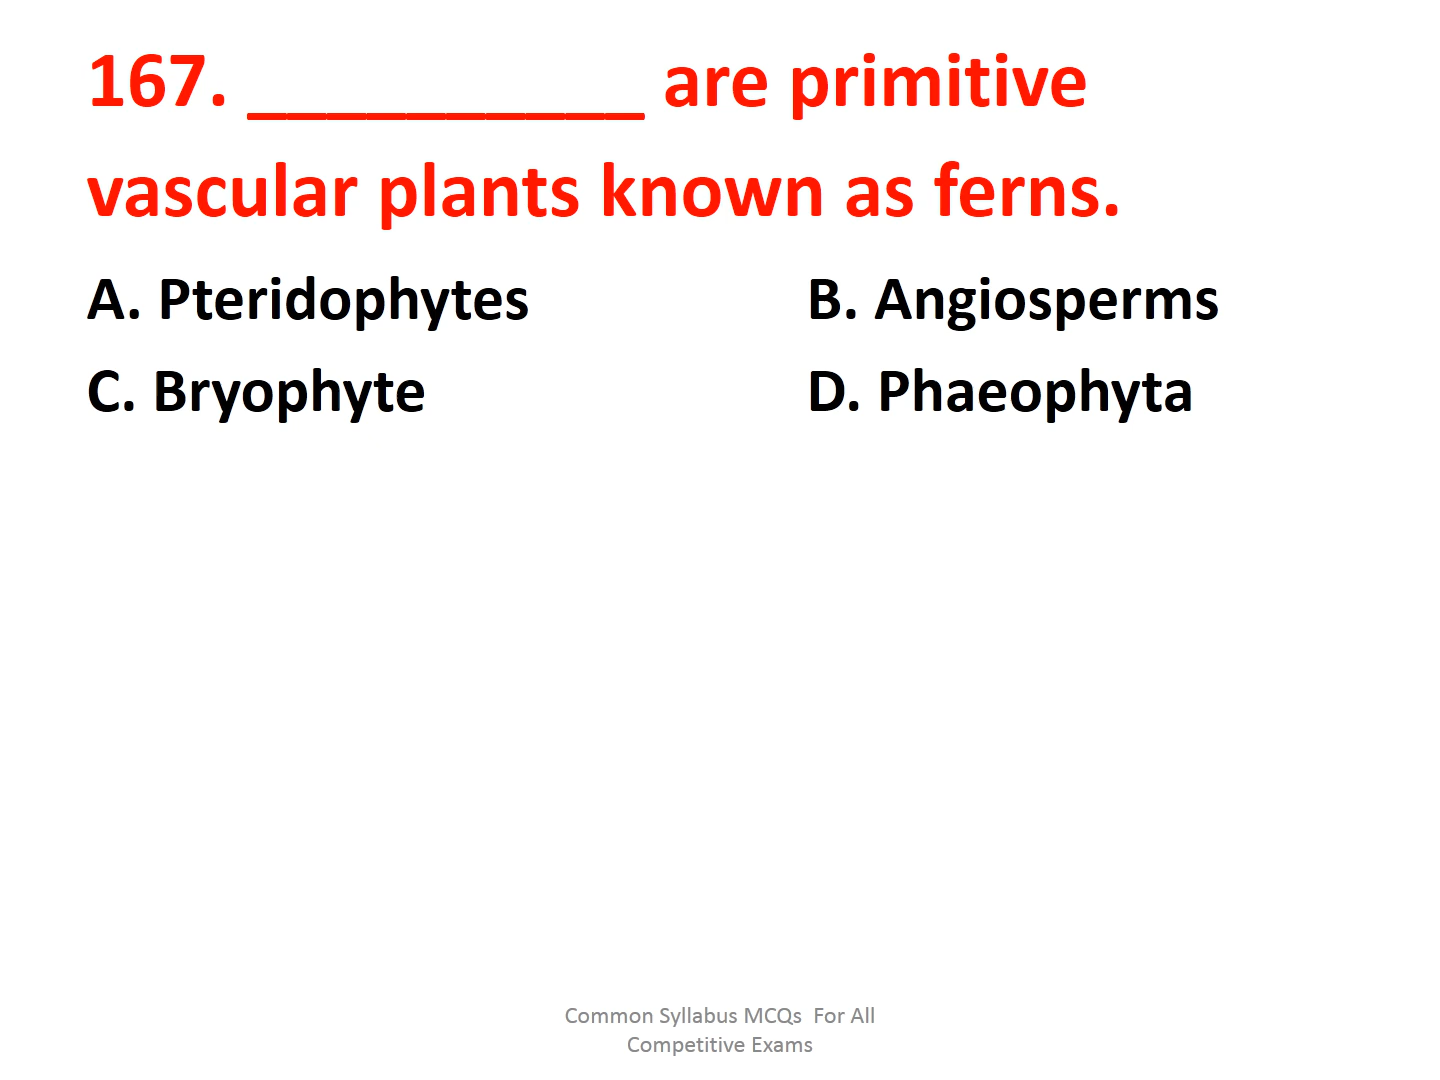 167. __________ are primitive
vascular plants known as ferns.
A. Pteridophytes B. Angiosperms
C. Bryophyte D. Phaeophyta
Common Syllabus MCQs  For All
Competitive Exams